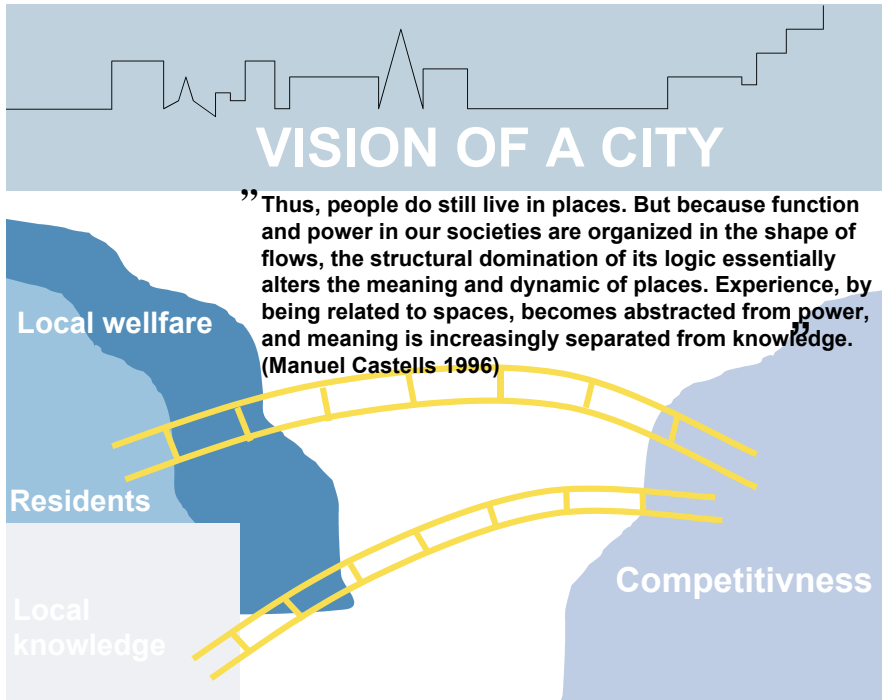 VISION OF A CITY
”Thus, people do still live in places. But because function
and power in our societies are organized in the shape of
flows, the structural domination of its logic essentially
alters the meaning and dynamic of places. Experience, by
being related to spaces, becomes abstracted from power,
and meaning is increasingly separated from knowledge.”
(Manuel Castells 1996)
Local wellfare
Residents
Local
knowledge
Competitivness